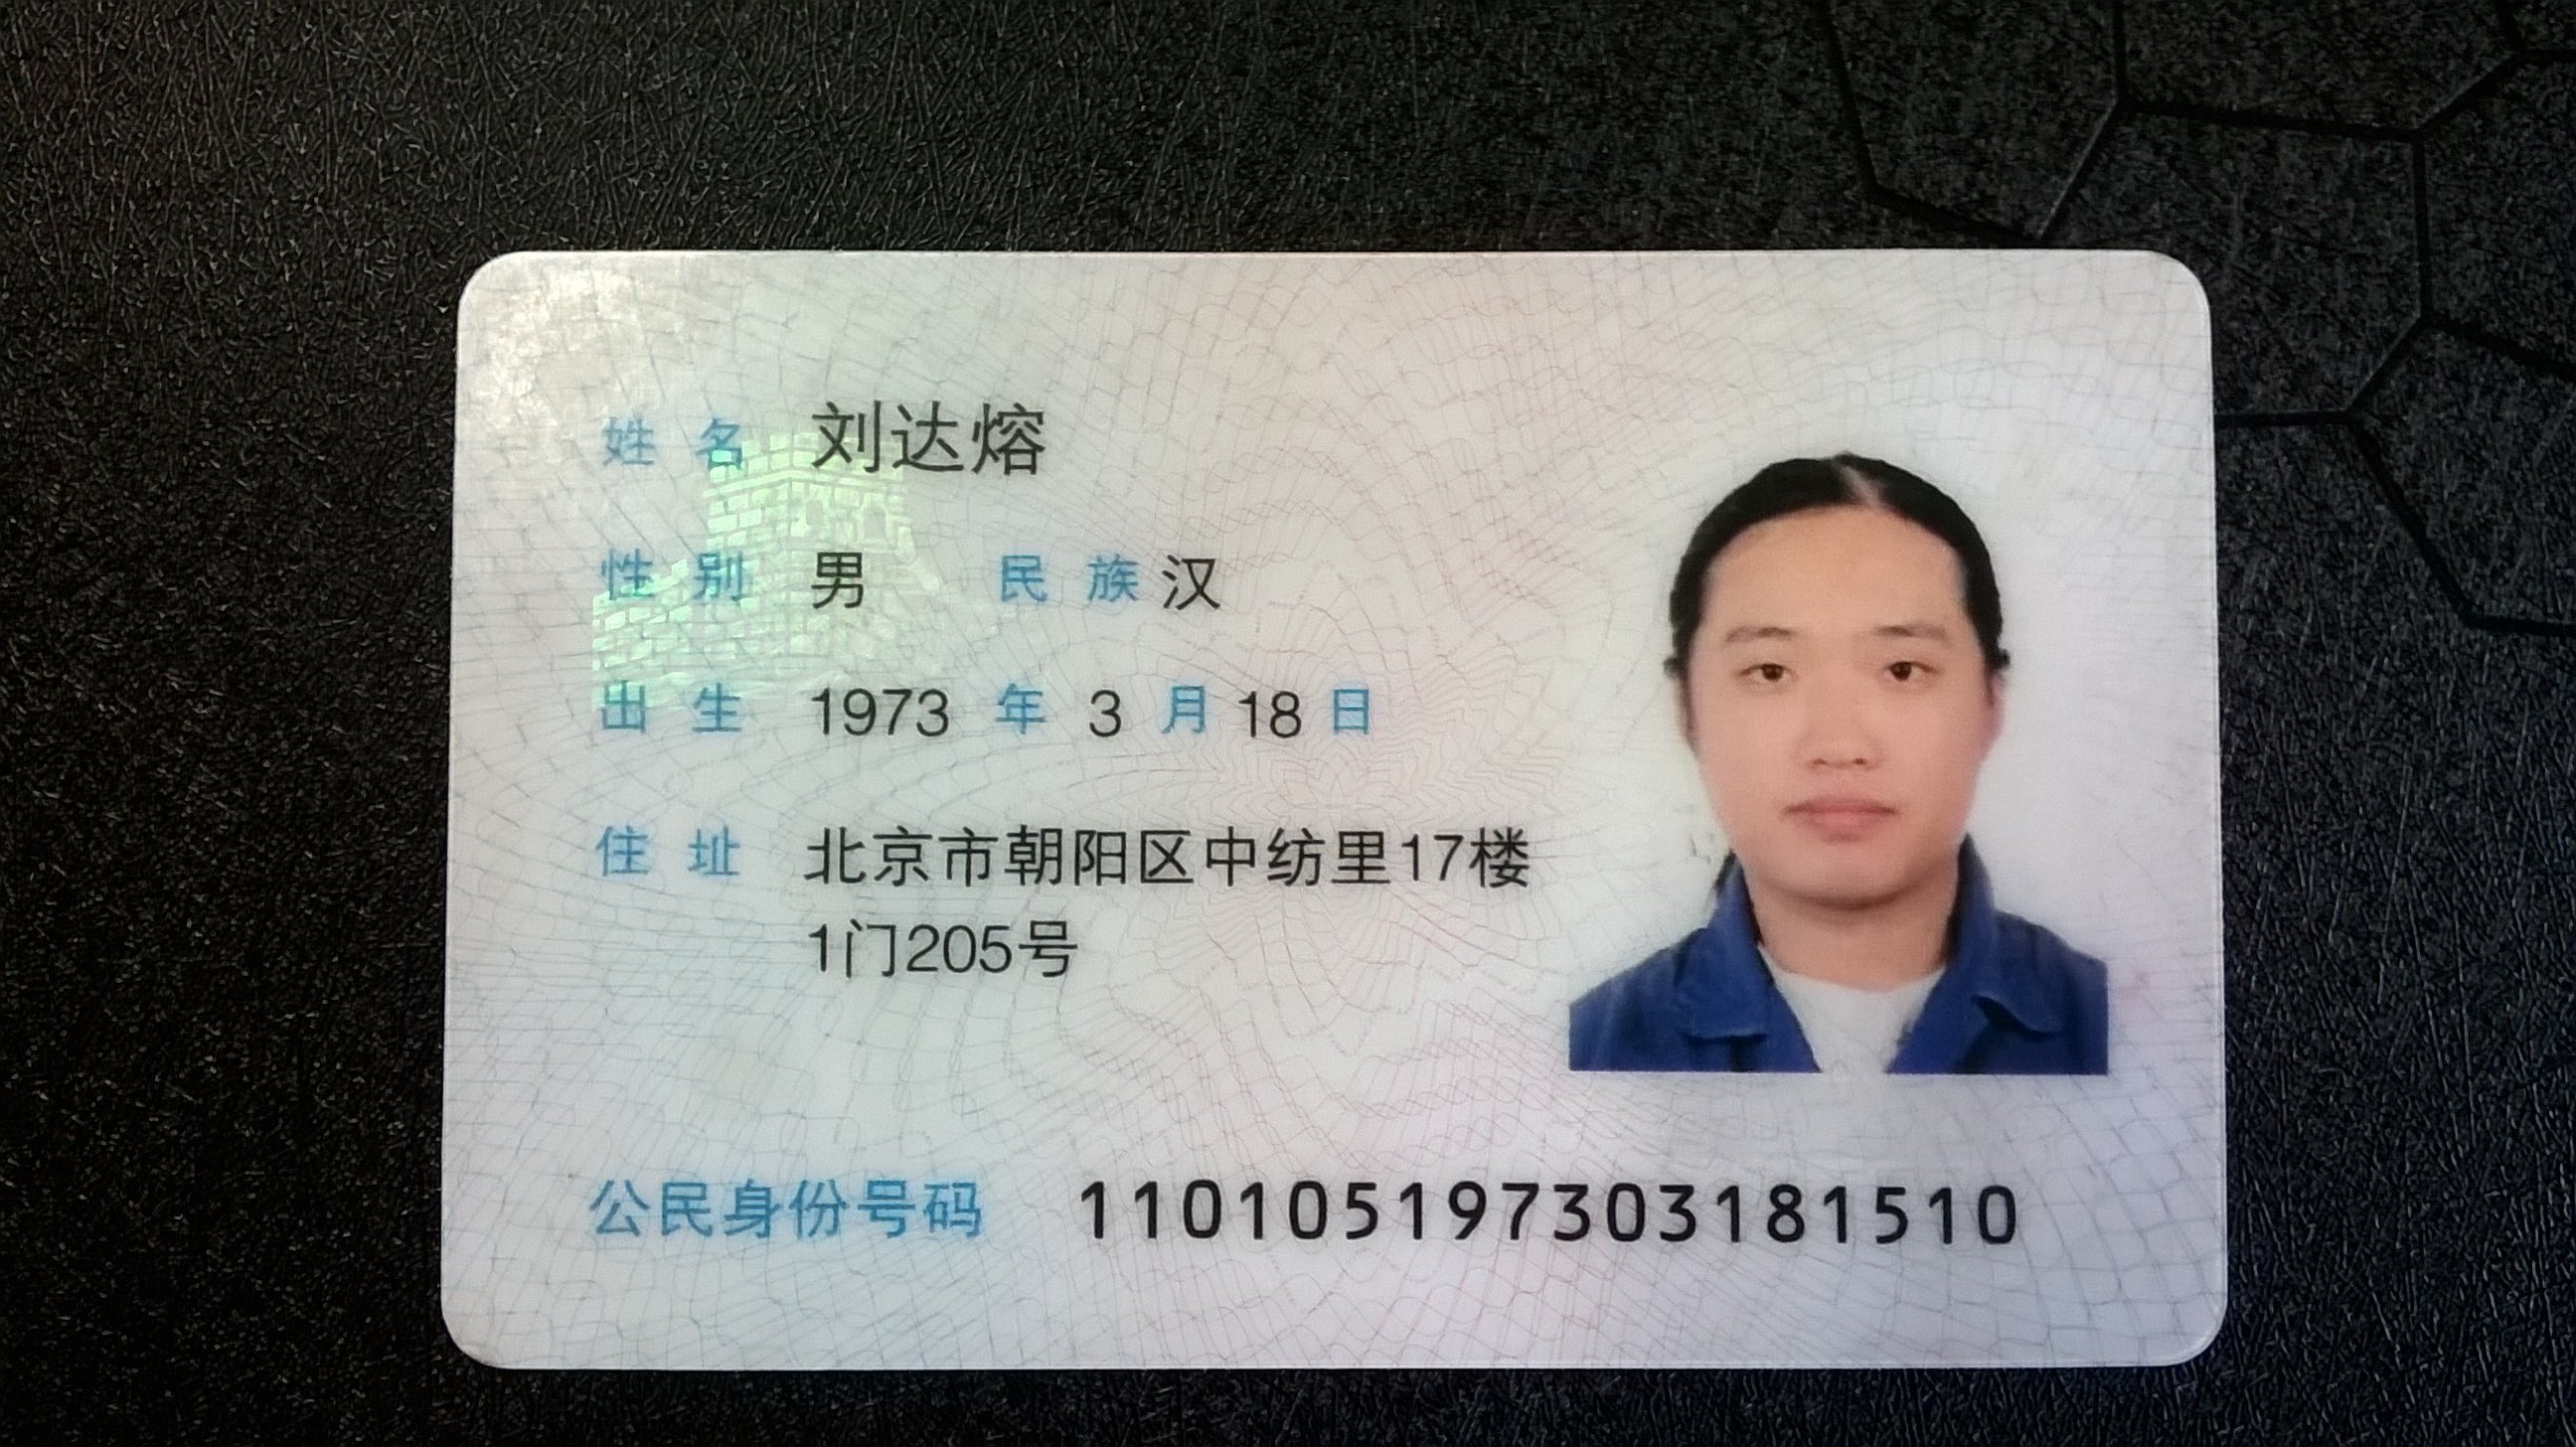 姓名 刘达熔
性别 男 民族 汉
出生 1973 年 3 月 18 日
住址 北京市朝阳区中纺里17楼
1门205号
公民身份号码 110105197303181510